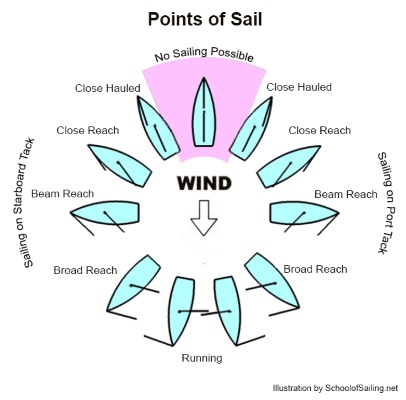 Points of Sail
No Sailing Possible
Close Hauled
Close Hauled
Close Reach
Close Reach
Sailing on Starboard Tack
Sailing on Port Tack
WIND
Beam Reach
Beam Reach
Broad Reach
Broad Reach
Running
Illustration by SchoolofSailing.net